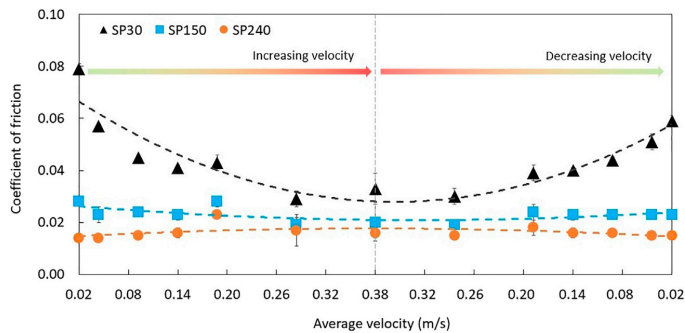 SP30 SP150 SP240
Increasing velocity
Decreasing velocity
0.10
0.08
0.06
0.04
0.02
0.00
Coefficient of friction
0.02 0.08 0.14 0.20 0.26 0.32 0.38 0.32 0.26 0.20 0.14 0.08 0.02
Average velocity (m/s)